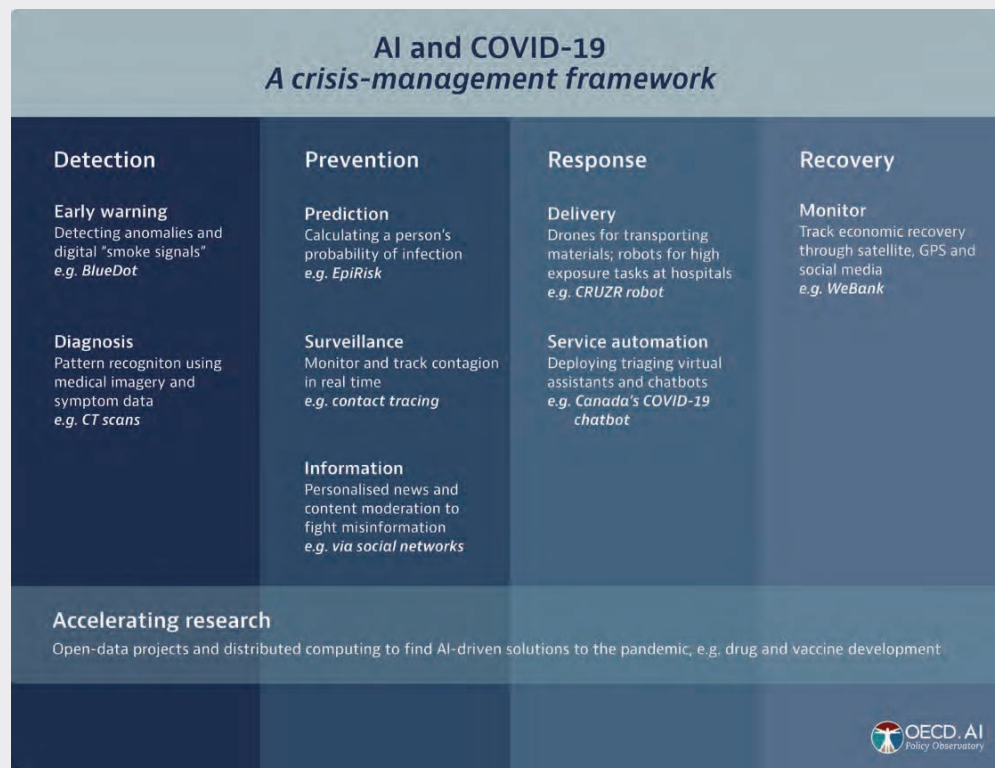 AI and COVID-19
A crisis-management framework
Detection
Early warning
Detecting anomalies and
digital "smoke signals"
e.g. BlueDot
Diagnosis
Pattern recogniton using
medical imagery and
symptom data
e.g. CT scans
Prevention
Prediction
Calculating a person's
probability of infection
e.g. EpiRisk
Surveillance
Monitor and track contagion
in real time
e.g. contact tracing
Information
Personalised news and
content moderation to
fight misinformation
e.g. via social networks
Response
Delivery
Drones for transporting
materials; robots for high
exposure tasks at hospitals
e.g. CRUZR robot
Service automation
Deploying triaging virtual
assistants and chatbots
e.g. Canada's COVID-19
chatbot
Recovery
Monitor
Track economic recovery
through satellite, GPS and
social media
e.g. WeBank
Accelerating research
Open-data projects and distributed computing to find AI-driven solutions to the pandemic, e.g. drug and vaccine development
OECD.AI
Policy Observatory